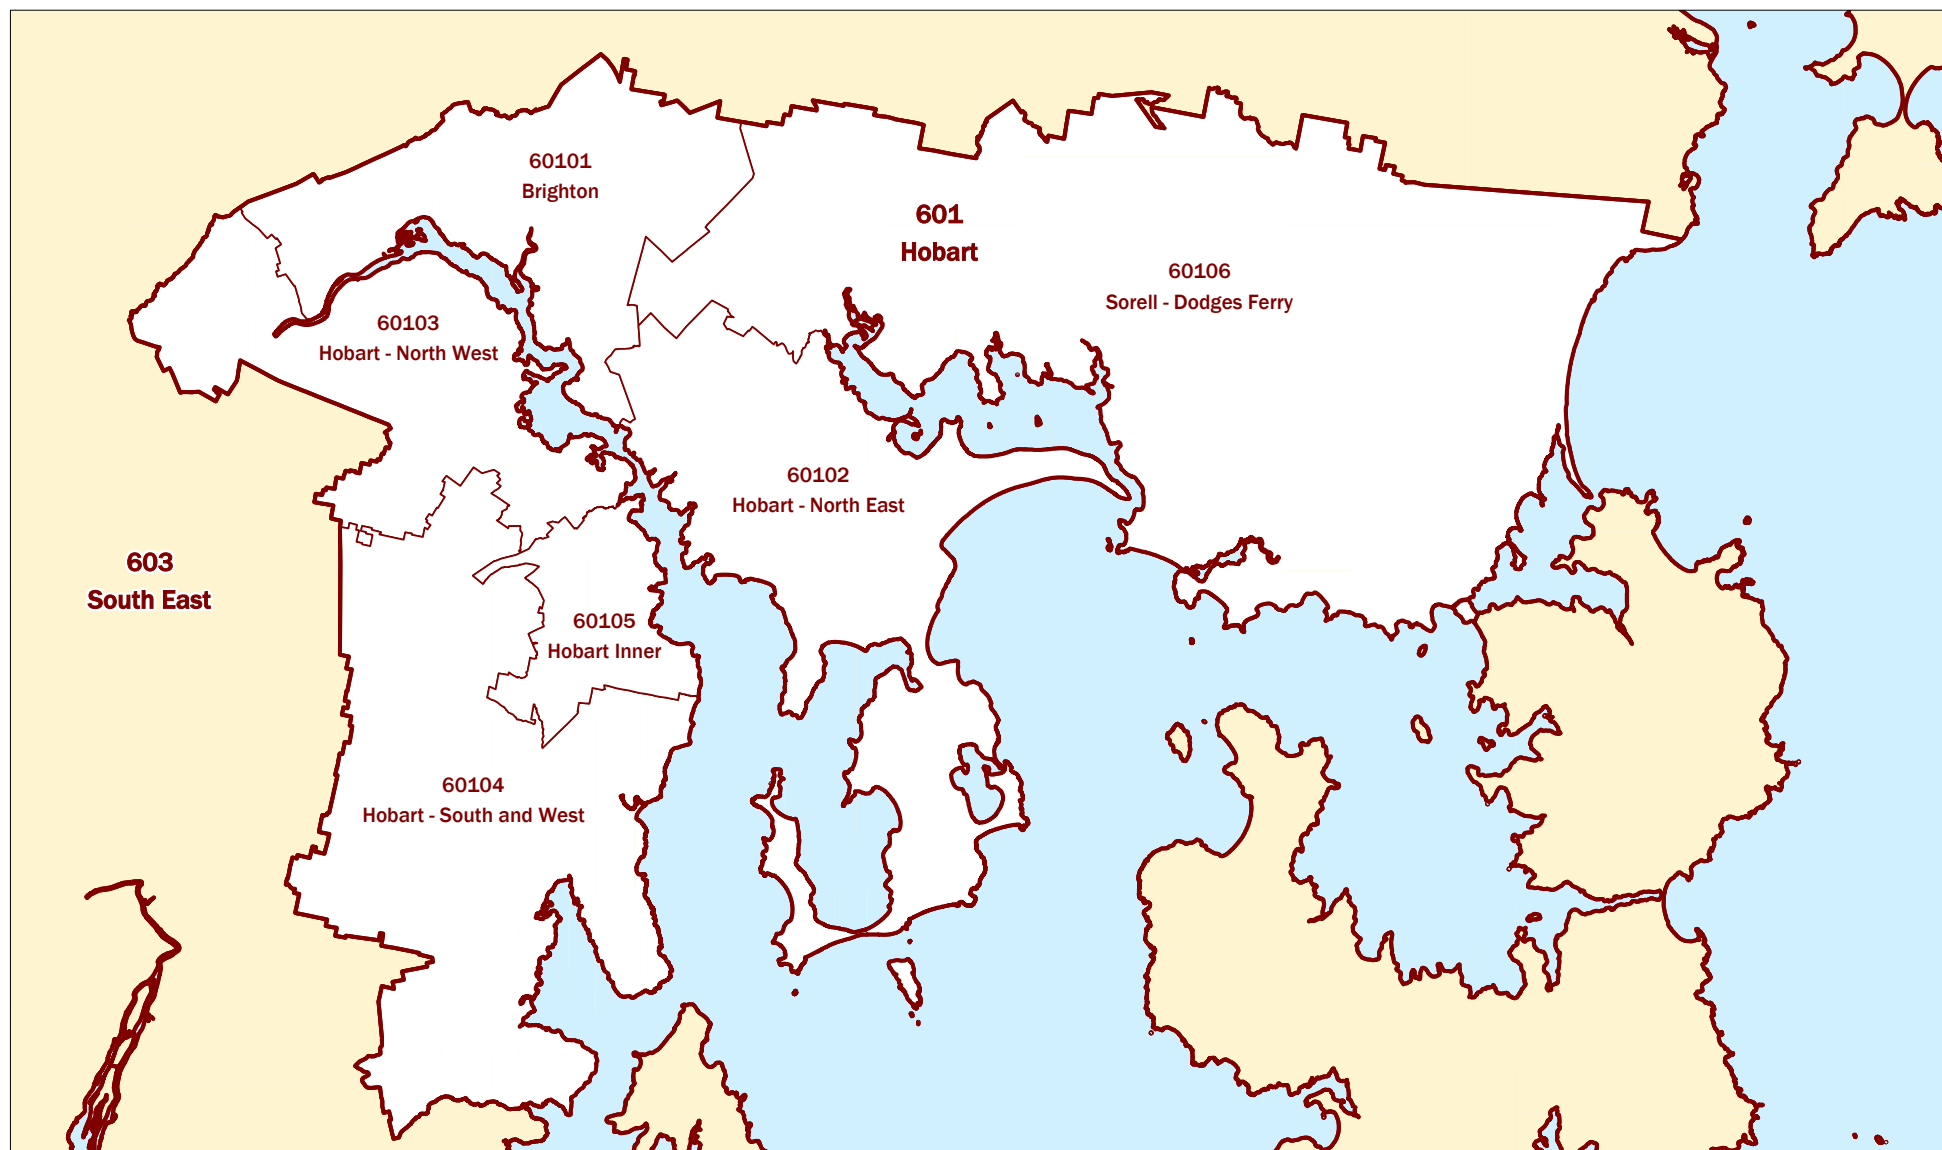 60101
Brighton
601
Hobart
60106
Sorell - Dodges Ferry
60103
Hobart - North West
60102
Hobart - North East
603
South East
60105
Hobart Inner
60104
Hobart - South and West